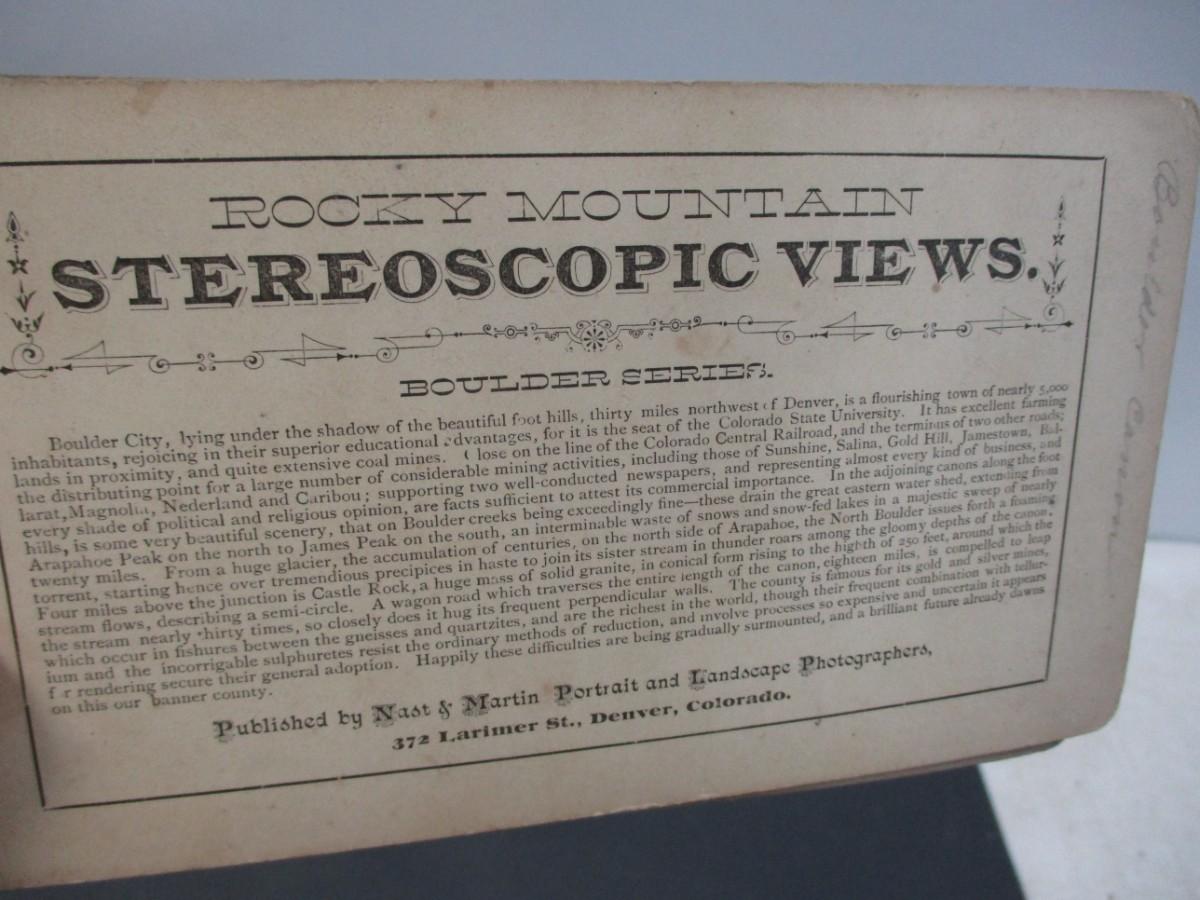 ROCKY MOUNTAIN
STEREOSCOPIC VIEWS.
BOULDER SERIES.
Boulder City, lying under the shadow of the beautiful foot hills, thirty miles northwest of Denver, is a flourishing town of nearly 5,000
inhabitants, rejoicing in their superior educational advantages, for it is the seat of the Colorado State University. It has excellent farming
lands in proximity, and quite extensive coal mines. Close on the line of the Colorado Central Railroad, and the terminus of two other roads;
the distributing point for a large number of considerable mining activities, including those of Sunshine, Salina, Gold Hill, Jamestown, Bal-
larat, Magnolia, Nederland and Caribou; supporting two well-conducted newspapers, and representing almost every kind of business, and
every shade of political and religious opinion, are facts sufficient to attest its commercial importance. In the adjoining canons along the foot
hills, is some very beautiful scenery, that on Boulder creeks being exceedingly fine—these drain the great eastern water shed, extending from
Arapahoe Peak on the north to James Peak on the south, an interminable waste of snows and snow-fed lakes in a majestic sweep of nearly
twenty miles. From a huge glacier, the accumulation of centuries, on the north side of Arapahoe, the North Boulder issues forth a foaming
torrent, starting hence over tremendious precipices in haste to join its sister stream in thunder roars among the gloomy depths of the canon.
Four miles above the junction is Castle Rock, a huge mass of solid granite, in conical form rising to the highth of 250 feet, around which the
stream flows, describing a semi-circle. A wagon road which traverses the entire length of the canon, eighteen miles, is compelled to leap
the stream nearly thirty times, so closely does it hug its frequent perpendicular walls. The county is famous for its gold and silver mines,
which occur in fishures between the gneisses and quartzites, and are the richest in the world, though their frequent combination with tellur-
ium and the incorrigable sulphuretes resist the ordinary methods of reduction, and involve processes so expensive and uncertain it appears
f r rendering secure their general adoption. Happily these difficulties are being gradually surmounted, and a brilliant future already dawns
on this our banner county.
Published by Nast & Martin Portrait and Landscape Photographers,
372 Larimer St., Denver, Colorado.
Boulder Canon